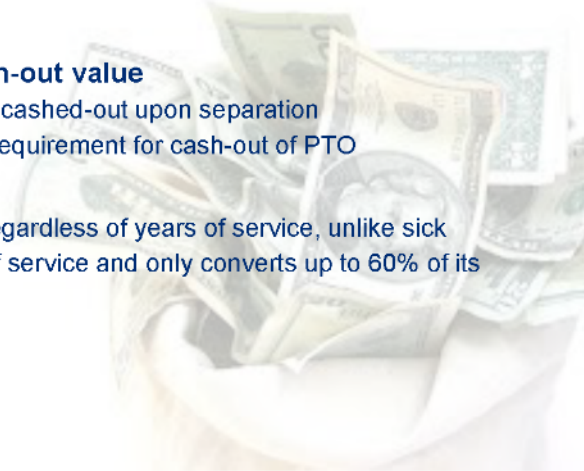 h-out value
cashed-out upon separation
equirement for cash-out of PTO
gardless of years of service, unlike sick
f service and only converts up to 60% of its